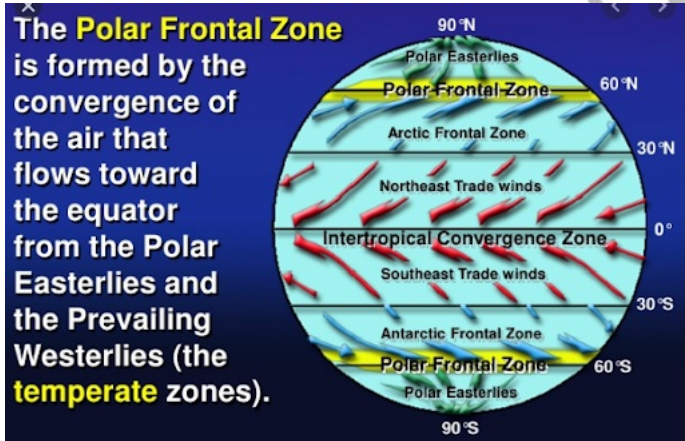 The Polar Frontal Zone
is formed by the
convergence of
the air that
flows toward
the equator
from the Polar
Easterlies and
the Prevailing
Westerlies (the
temperate zones).
90°N
Polar Easterlies
60°N
Polar Frontal Zone
Arctic Frontal Zone
30°N
Northeast Trade winds
0°
Intertropical Convergence Zone
Southeast Trade winds
30°S
Antarctic Frontal Zone
Polar Frontal Zone
60°S
Polar Easterlies
90°S